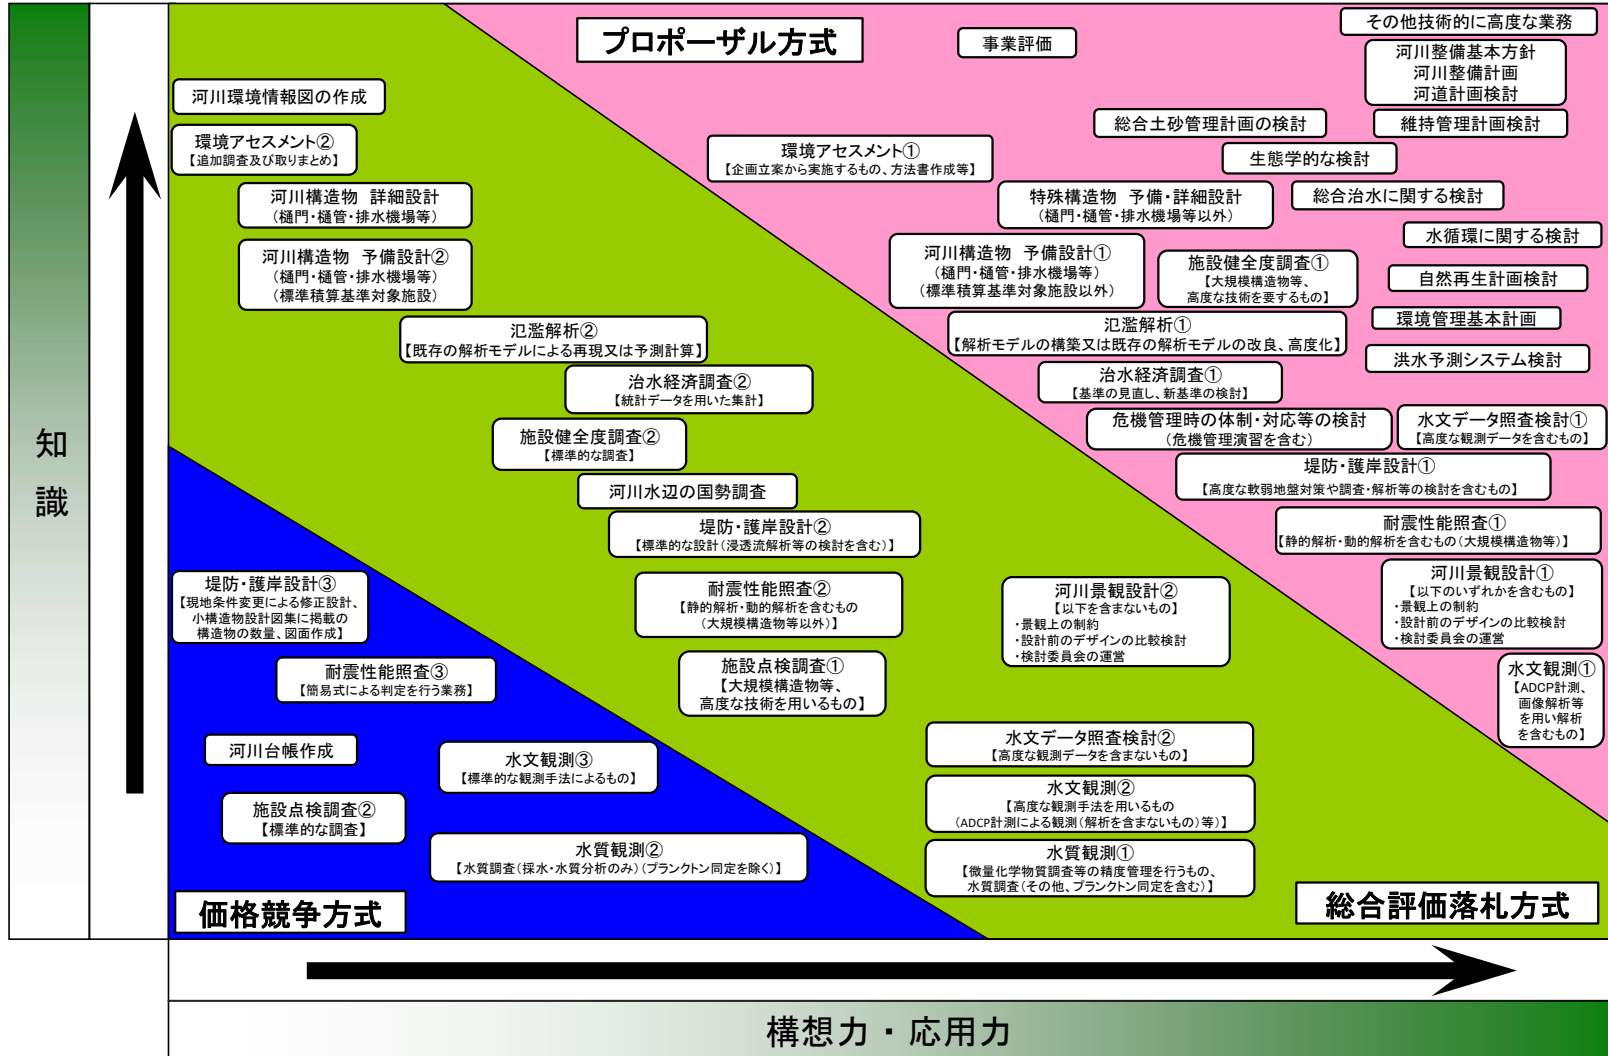 プロポーザル方式
事業評価
その他技術的に高度な業務
河川整備基本方針
河川整備計画
河道計画検討
河川環境情報図の作成
総合土砂管理計画の検討
維持管理計画検討
環境アセスメント②
【追加調査及び取りまとめ】
環境アセスメント①
【企画立案から実施するもの、方法書作成等】
生態学的な検討
河川構造物 詳細設計
(樋門・樋管・排水機場等)
特殊構造物 予備・詳細設計
(樋門・樋管・排水機場等以外)
総合治水に関する検討
水循環に関する検討
河川構造物 予備設計②
(樋門・樋管・排水機場等)
(標準積算基準対象施設)
河川構造物 予備設計①
(樋門・樋管・排水機場等)
(標準積算基準対象施設以外)
施設健全度調査①
【大規模構造物等、
高度な技術を要するもの】
自然再生計画検討
環境管理基本計画
氾濫解析②
【既存の解析モデルによる再現又は予測計算】
氾濫解析①
【解析モデルの構築又は既存の解析モデルの改良、高度化】
洪水予測システム検討
治水経済調査②
【統計データを用いた集計】
治水経済調査①
【基準の見直し、新基準の検討】
施設健全度調査②
【標準的な調査】
危機管理時の体制・対応等の検討
(危機管理演習を含む)
水文データ照査検討①
【高度な観測データを含むもの】
知
識
河川水辺の国勢調査
堤防・護岸設計①
【高度な軟弱地盤対策や調査・解析等の検討を含むもの】
堤防・護岸設計②
【標準的な設計(浸透流解析等の検討を含む)】
耐震性能照査①
【静的解析・動的解析を含むもの(大規模構造物等)】
堤防・護岸設計③
【現地条件変更による修正設計、
小構造物設計図集に掲載の
構造物の数量、図面作成】
耐震性能照査②
【静的解析・動的解析を含むもの
(大規模構造物等以外)】
河川景観設計②
【以下を含まないもの】
・景観上の制約
・設計前のデザインの比較検討
・検討委員会の運営
河川景観設計①
【以下のいずれかを含むもの】
・景観上の制約
・設計前のデザインの比較検討
・検討委員会の運営
耐震性能照査③
【簡易式による判定を行う業務】
施設点検調査①
【大規模構造物等、
高度な技術を用いるもの】
水文観測①
【ADCP計測、
画像解析等
を用い解析
を含むもの】
河川台帳作成
水文観測③
【標準的な観測手法によるもの】
水文データ照査検討②
【高度な観測データを含まないもの】
施設点検調査②
【標準的な調査】
水文観測②
【高度な観測手法を用いるもの
(ADCP計測による観測(解析を含まないもの)等)】
水質観測②
【水質調査(採水・水質分析のみ)(プランクトン同定を除く)】
水質観測①
【微量化学物質調査等の精度管理を行うもの、
水質調査(その他、プランクトン同定を含む)】
価格競争方式
総合評価落札方式
構想力・応用力